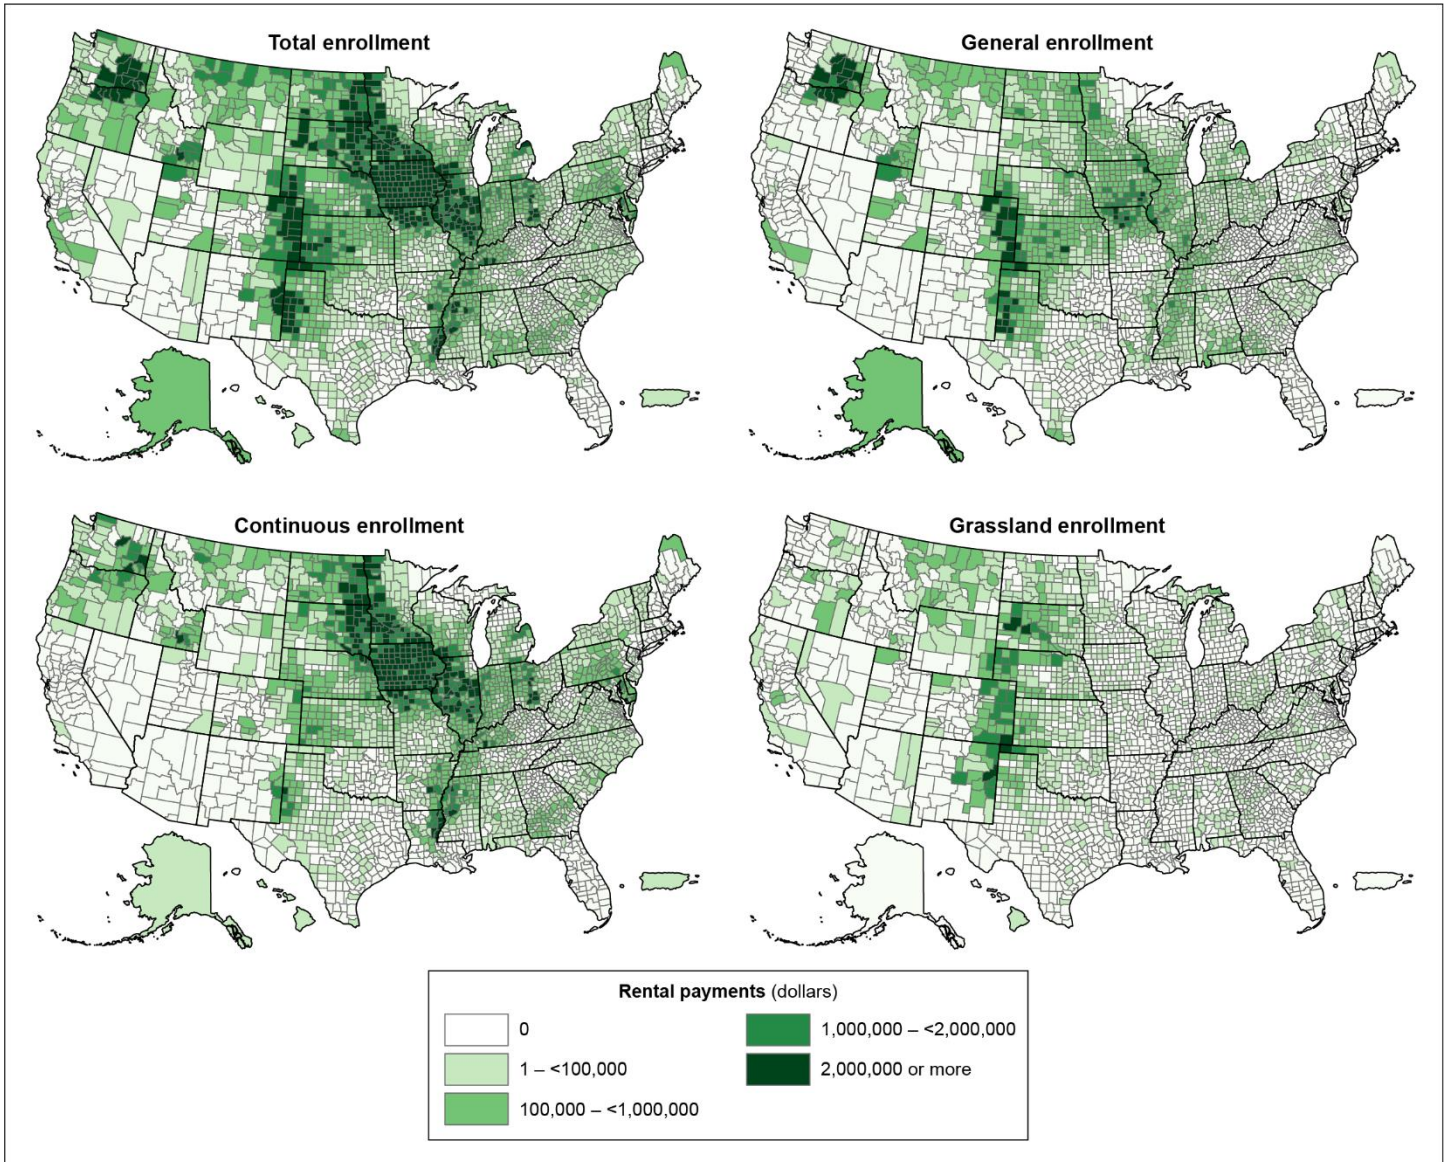 Total enrollment
General enrollment
Continuous enrollment
Grassland enrollment
Rental payments (dollars)
0
1 – <100,000
100,000 – <1,000,000
1,000,000 – <2,000,000
2,000,000 or more